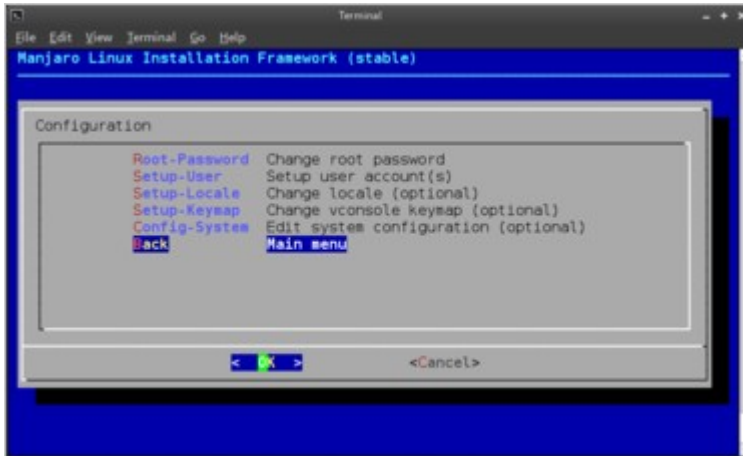 Terminal
File Edit View Terminal Go Help
Manjaro Linux Installation Framework (stable)
Configuration
Root-Password Change root password
Setup-User Setup user account(s)
Setup-Locale Change locale (optional)
Setup-Keymap Change vconsole keymap (optional)
Config-System Edit system configuration (optional)
Back Main menu
< OK > <Cancel>